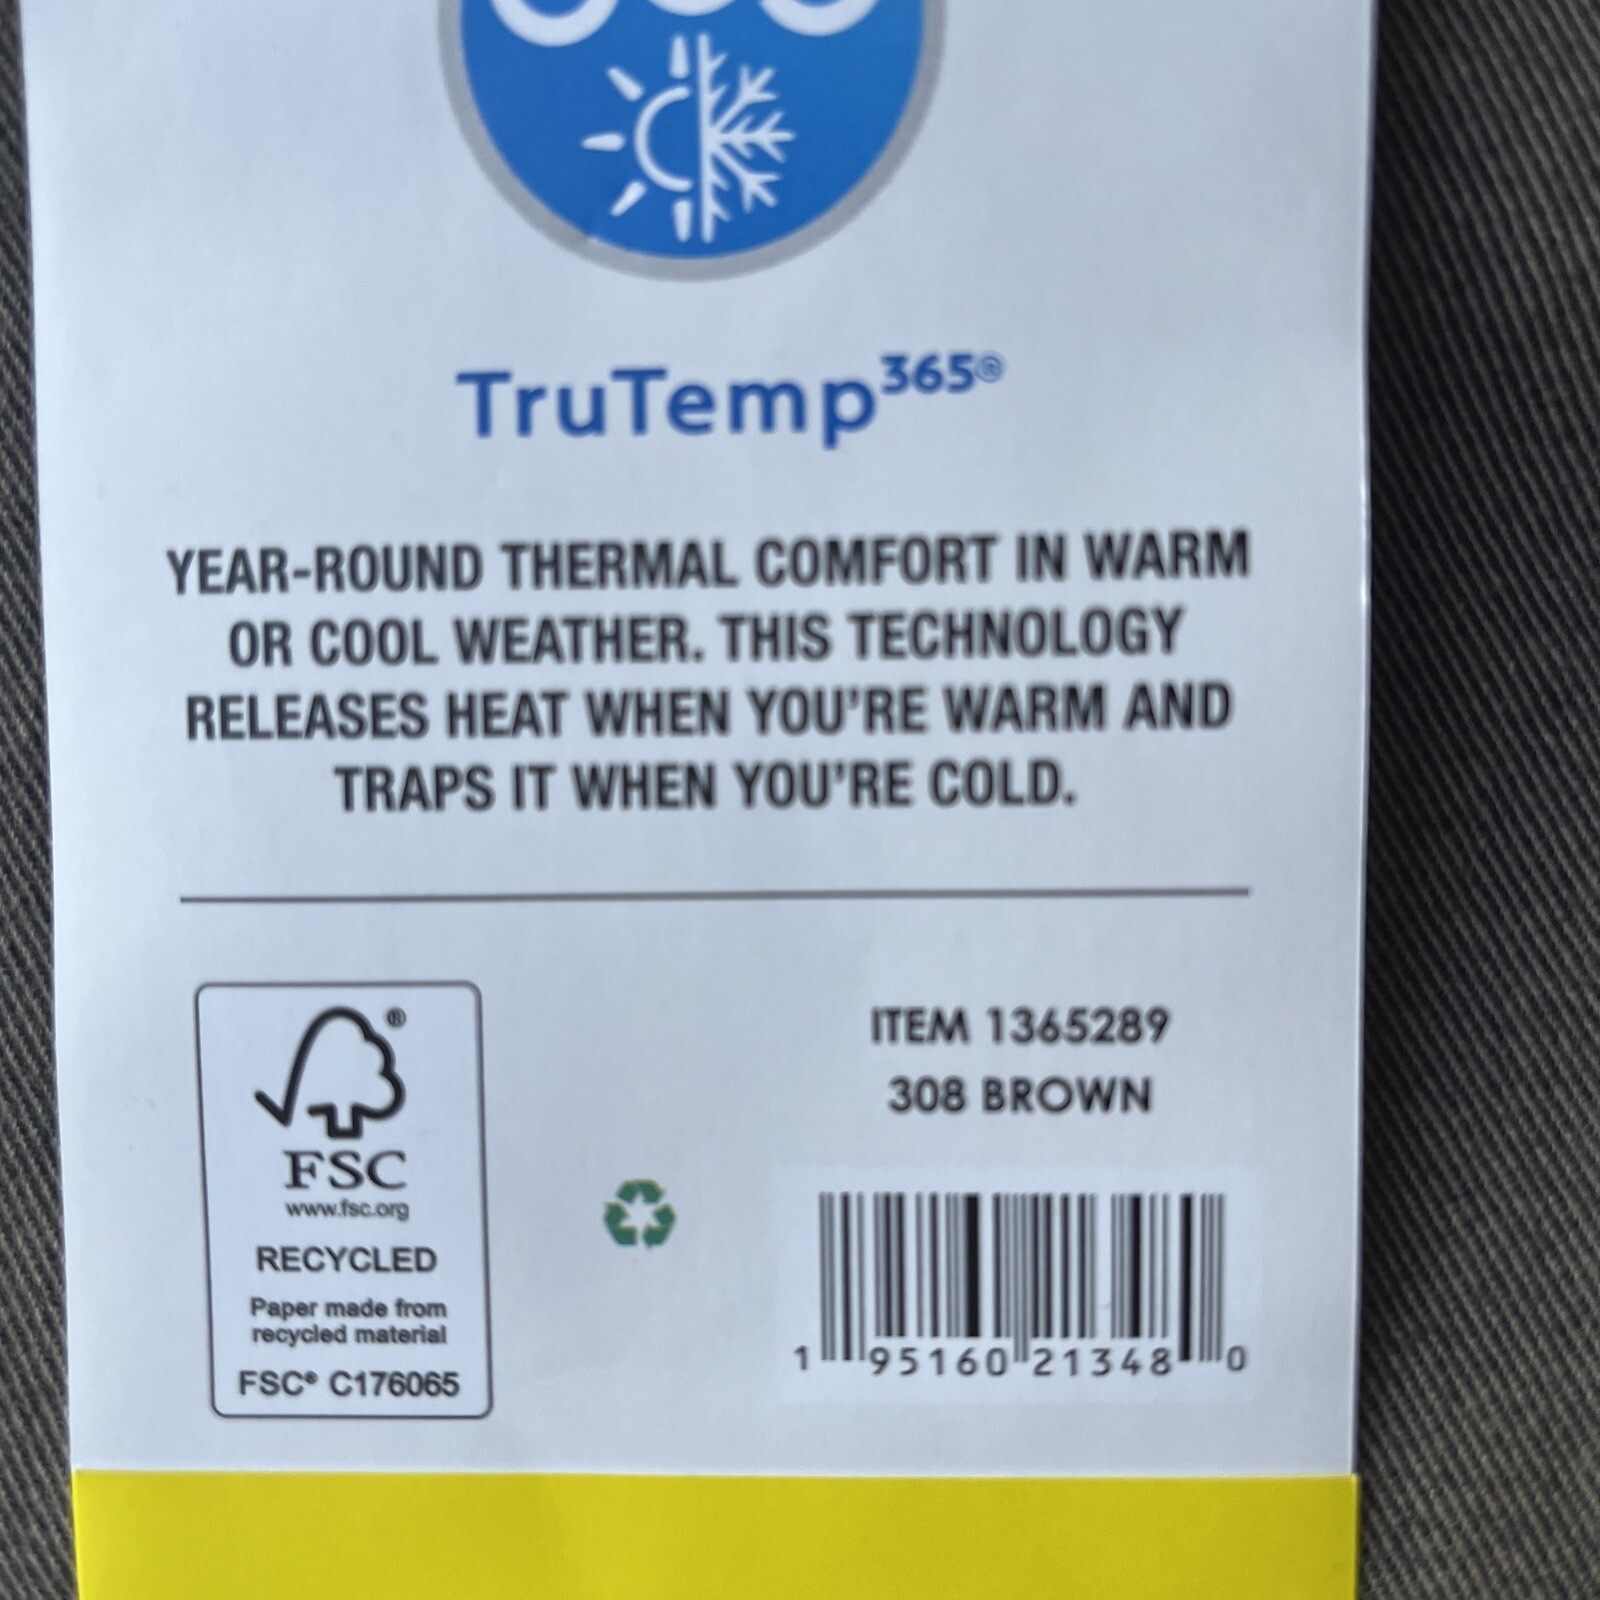 TruTemp365®
YEAR-ROUND THERMAL COMFORT IN WARM
OR COOL WEATHER. THIS TECHNOLOGY
RELEASES HEAT WHEN YOU'RE WARM AND
TRAPS IT WHEN YOU'RE COLD.
®
FSC
www.fsc.org
RECYCLED
Paper made from
recycled material
FSC® C176065
ITEM 1365289
308 BROWN
1 95160 21348 0